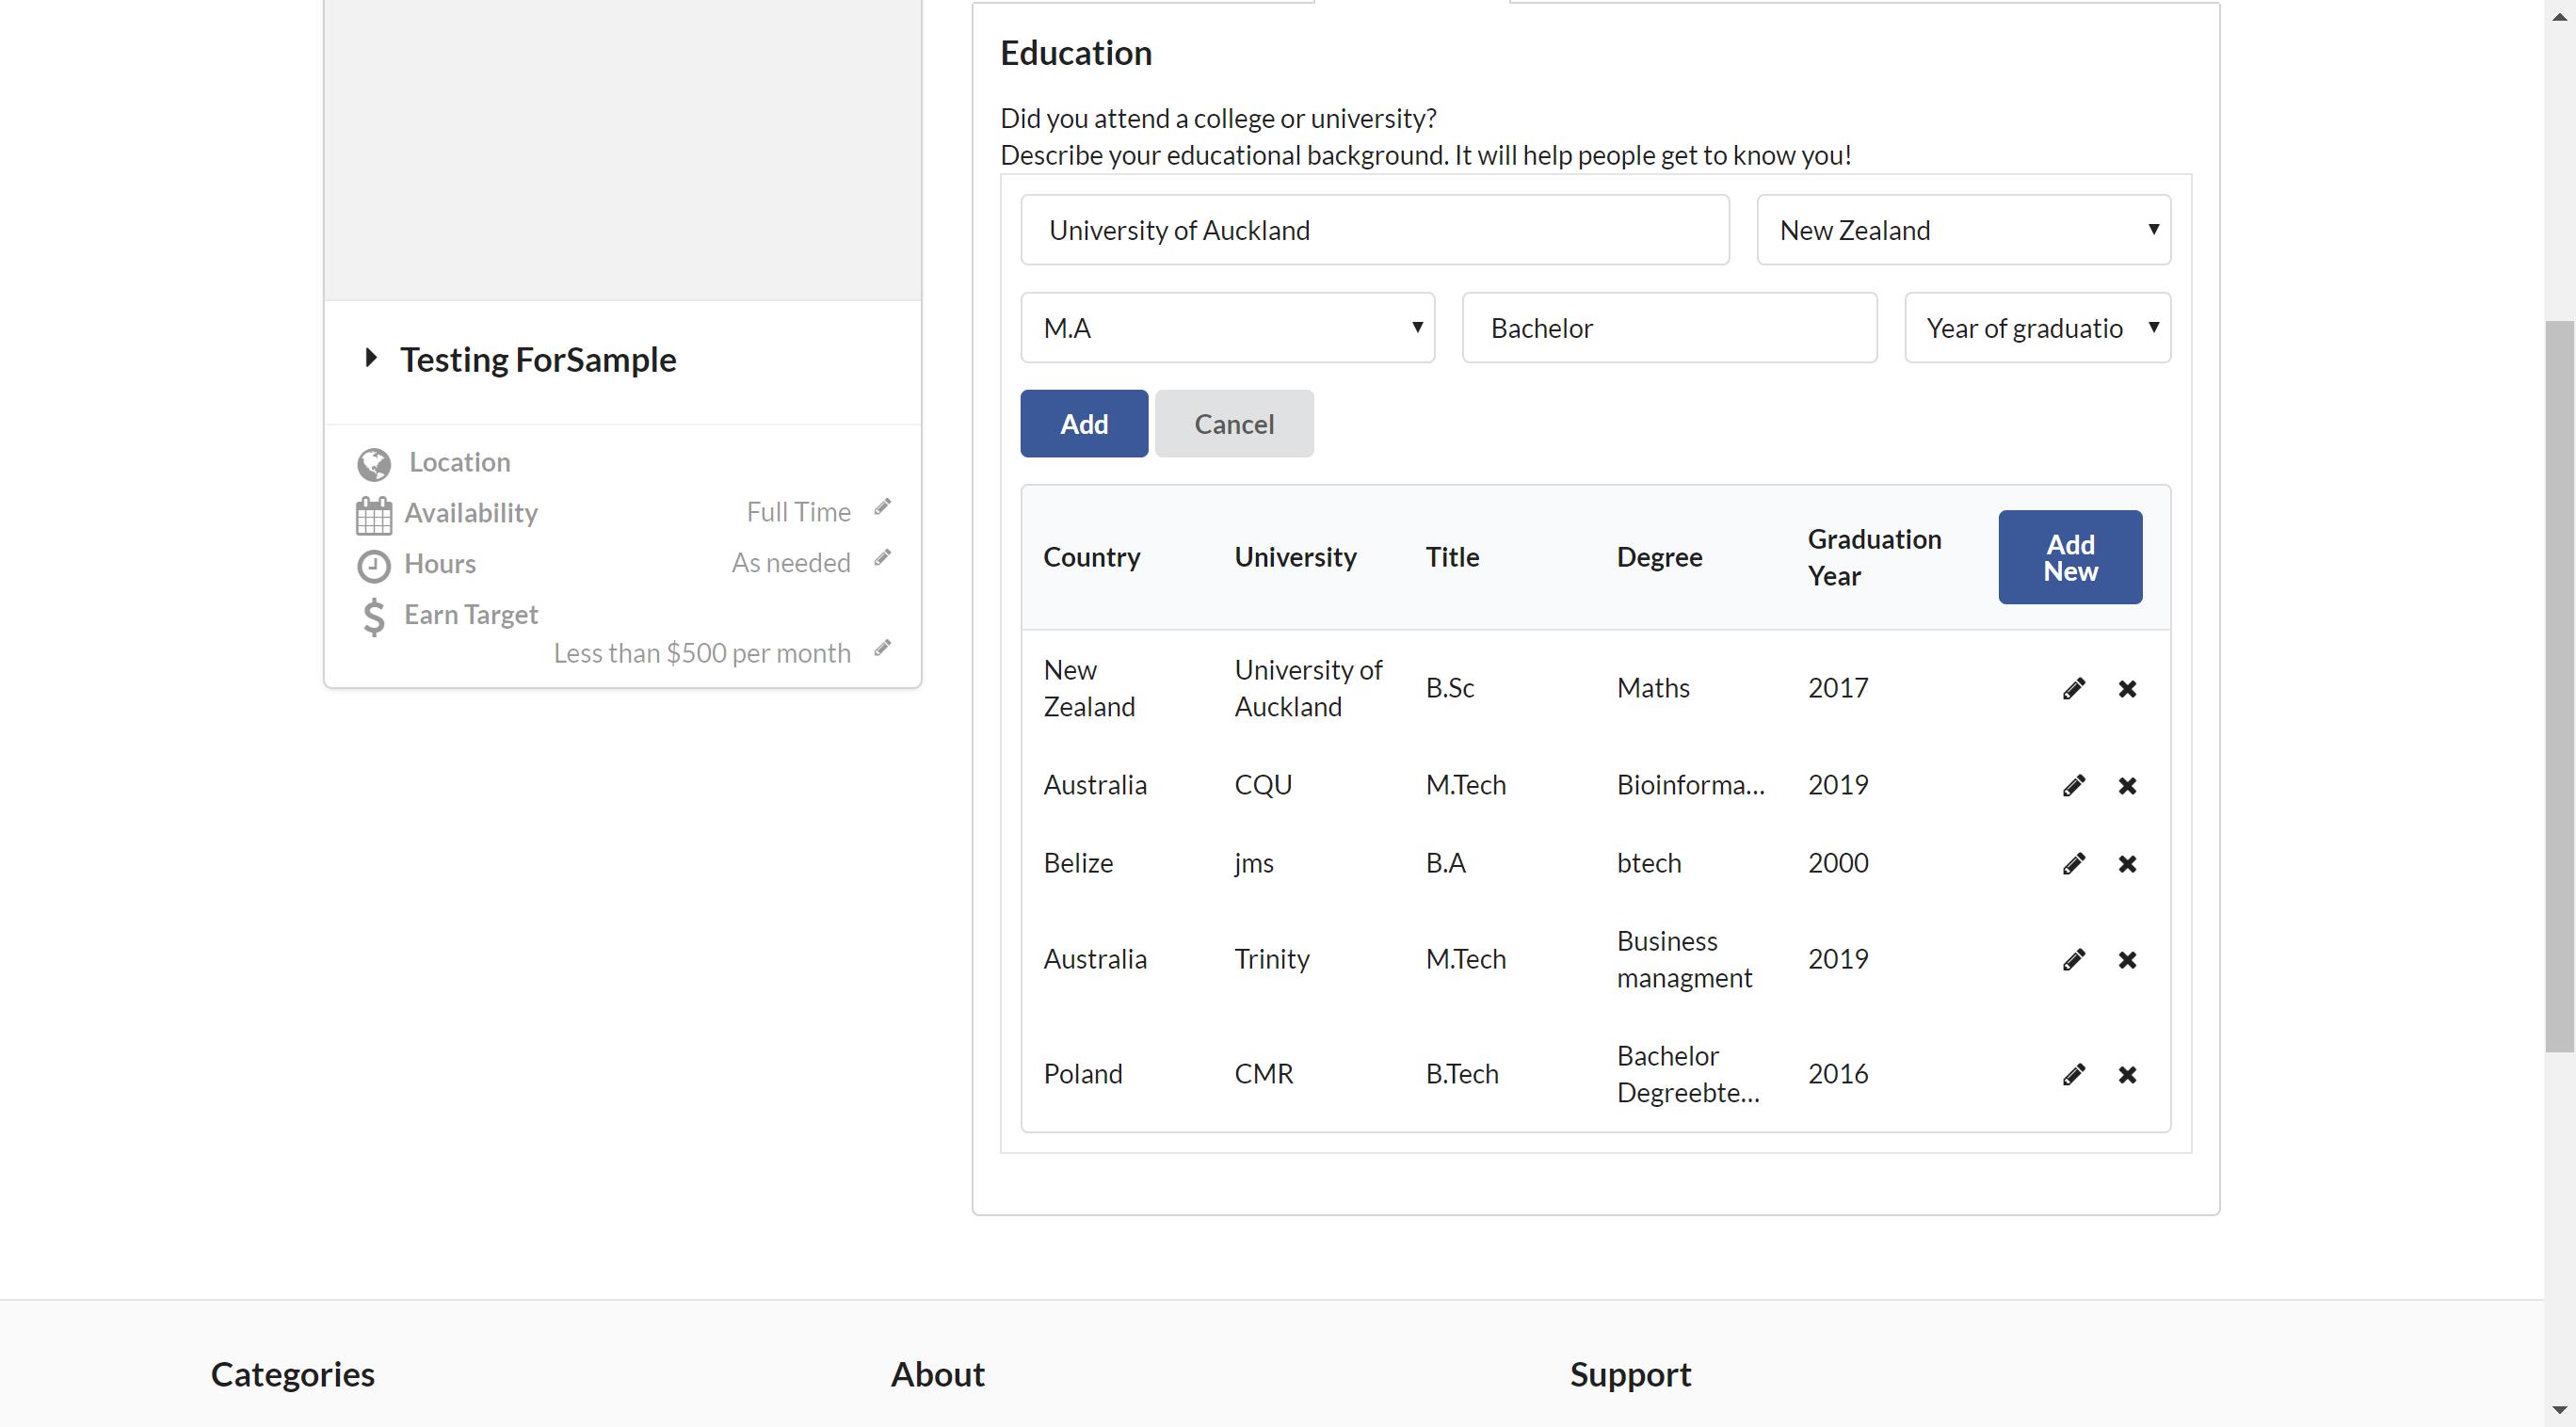 Education
Did you attend a college or university?
Describe your educational background. It will help people get to know you!
University of Auckland
New Zealand
M.A
Bachelor
Year of graduatio
Add
Cancel
Testing ForSample
Location
Availability Full Time
Hours As needed
Earn Target
Less than $500 per month
Country University Title Degree Graduation Year
Add New
New Zealand University of Auckland B.Sc Maths 2017
Australia CQU M.Tech Bioinforma... 2019
Belize jms B.A btech 2000
Australia Trinity M.Tech Business managment 2019
Poland CMR B.Tech Bachelor Degreebte... 2016
Categories About Support